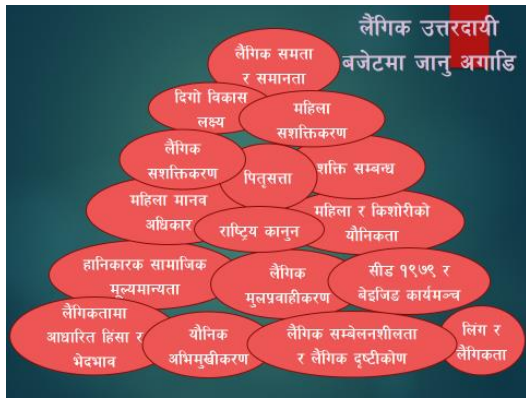 लैंगिक उत्तरदायी
बजेटमा जानु अगाडि
लैंगिक समता
र समानता
दिगो विकास
लक्ष्य
महिला
सशक्तिकरण
लैंगिक
सशक्तिकरण
पितृसत्ता
शक्ति सम्बन्ध
महिला मानव
अधिकार
राष्ट्रिय कानुन
महिला र किशोरीको
यौनिकता
हानिकारक सामाजिक
मूल्यमान्यता
लैंगिक
मुलप्रवाहीकरण
सीड १९७९ र
बेइजिड कार्यमञ्च
लैंगिकतामा
आधारित हिंसा र
भेदभाव
यौनिक
अभिमुखीकरण
लैंगिक सम्बेलनशीलता
र लैंगिक दृष्टीकोण
लिंग र
लैंगिकता